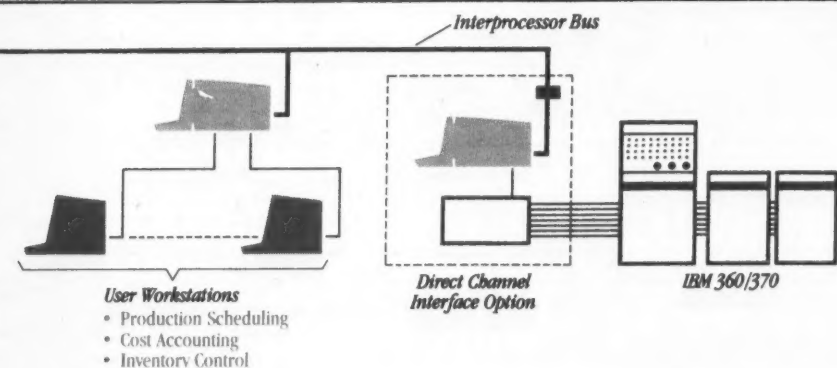 Interprocessor Bus
Direct Channel
Interface Option
IBM 360/370
User Workstations
• Production Scheduling
• Cost Accounting
• Inventory Control